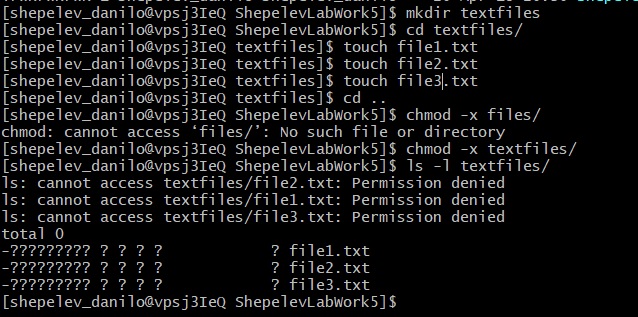 [shepelev_danilo@vpsj3IeQ ShepelevLabWork5]$ mkdir textfiles
[shepelev_danilo@vpsj3IeQ ShepelevLabWork5]$ cd textfiles/
[shepelev_danilo@vpsj3IeQ textfiles]$ touch file1.txt
[shepelev_danilo@vpsj3IeQ textfiles]$ touch file2.txt
[shepelev_danilo@vpsj3IeQ textfiles]$ touch file3.txt
[shepelev_danilo@vpsj3IeQ textfiles]$ cd ..
[shepelev_danilo@vpsj3IeQ ShepelevLabWork5]$ chmod -x files/
chmod: cannot access ‘files/’: No such file or directory
[shepelev_danilo@vpsj3IeQ ShepelevLabWork5]$ chmod -x textfiles/
[shepelev_danilo@vpsj3IeQ ShepelevLabWork5]$ ls -l textfiles/
ls: cannot access textfiles/file2.txt: Permission denied
ls: cannot access textfiles/file1.txt: Permission denied
ls: cannot access textfiles/file3.txt: Permission denied
total 0
-????????? ? ? ? ? ? file1.txt
-????????? ? ? ? ? ? file2.txt
-????????? ? ? ? ? ? file3.txt
[shepelev_danilo@vpsj3IeQ ShepelevLabWork5]$